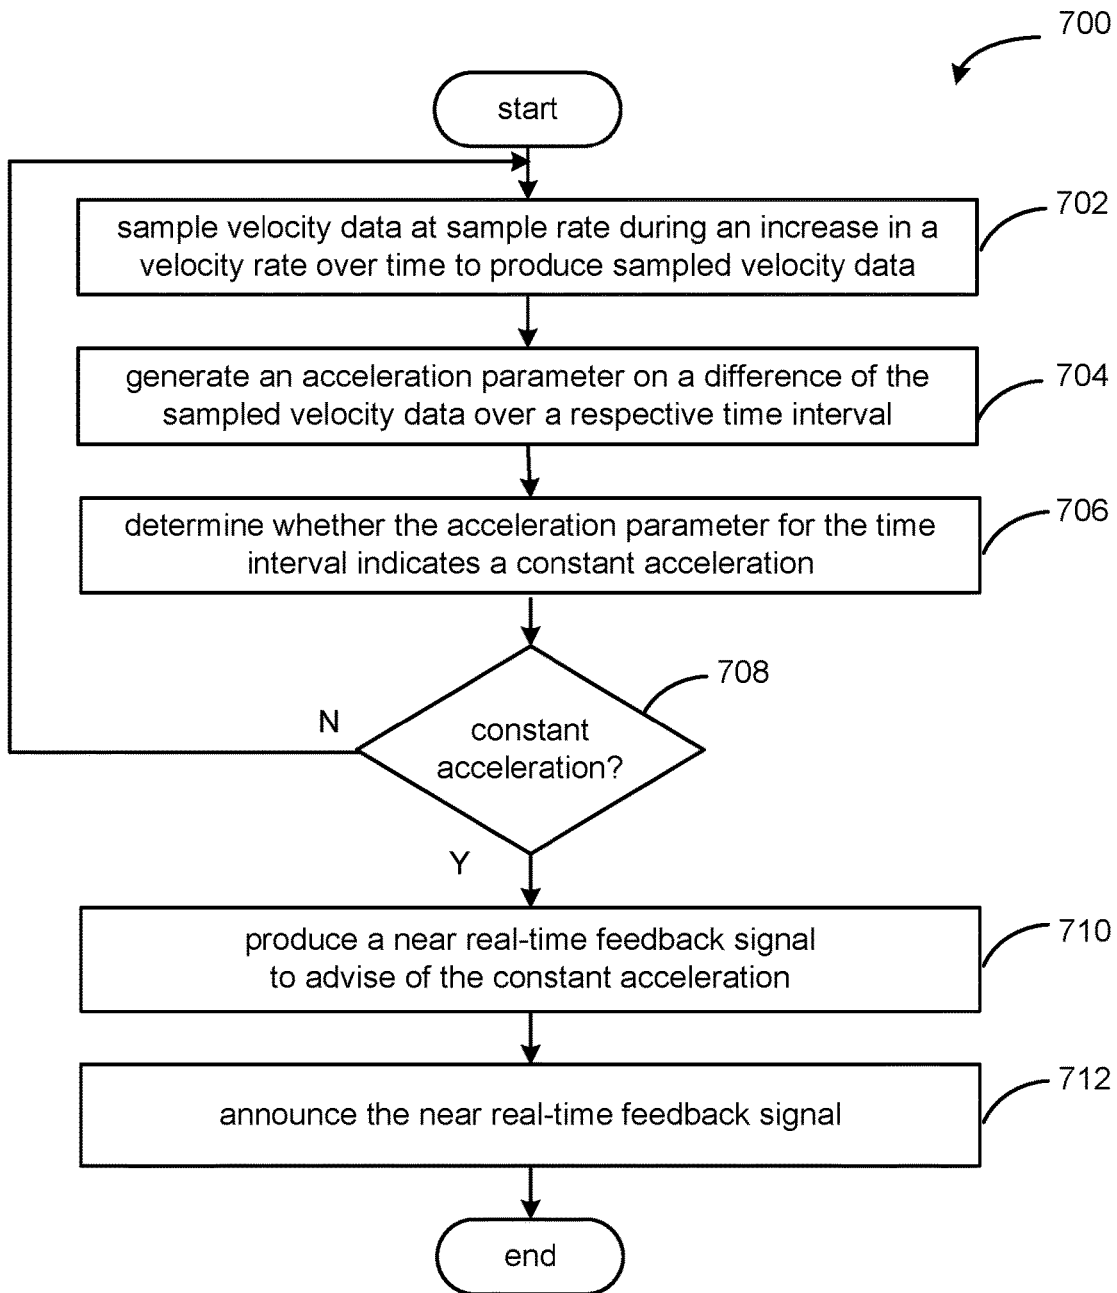 700
start
sample velocity data at sample rate during an increase in a
velocity rate over time to produce sampled velocity data
702
generate an acceleration parameter on a difference of the
sampled velocity data over a respective time interval
704
determine whether the acceleration parameter for the time
interval indicates a constant acceleration
706
708
N
constant
acceleration?
Y
produce a near real-time feedback signal
to advise of the constant acceleration
710
announce the near real-time feedback signal
712
end